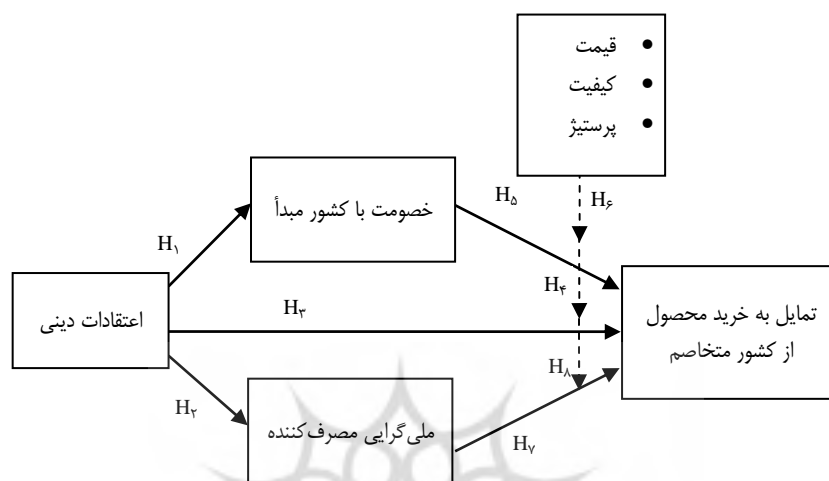 • قیمت
• کیفیت
• پرستیژ
خصومت با کشور مبدأ
H۵
H۶
H۱
اعتقادات دینی
H۳
H۴
تمایل به خرید محصول
از کشور متخاصم
H۲
H۸
ملی‌گرایی مصرف‌کننده
H۷